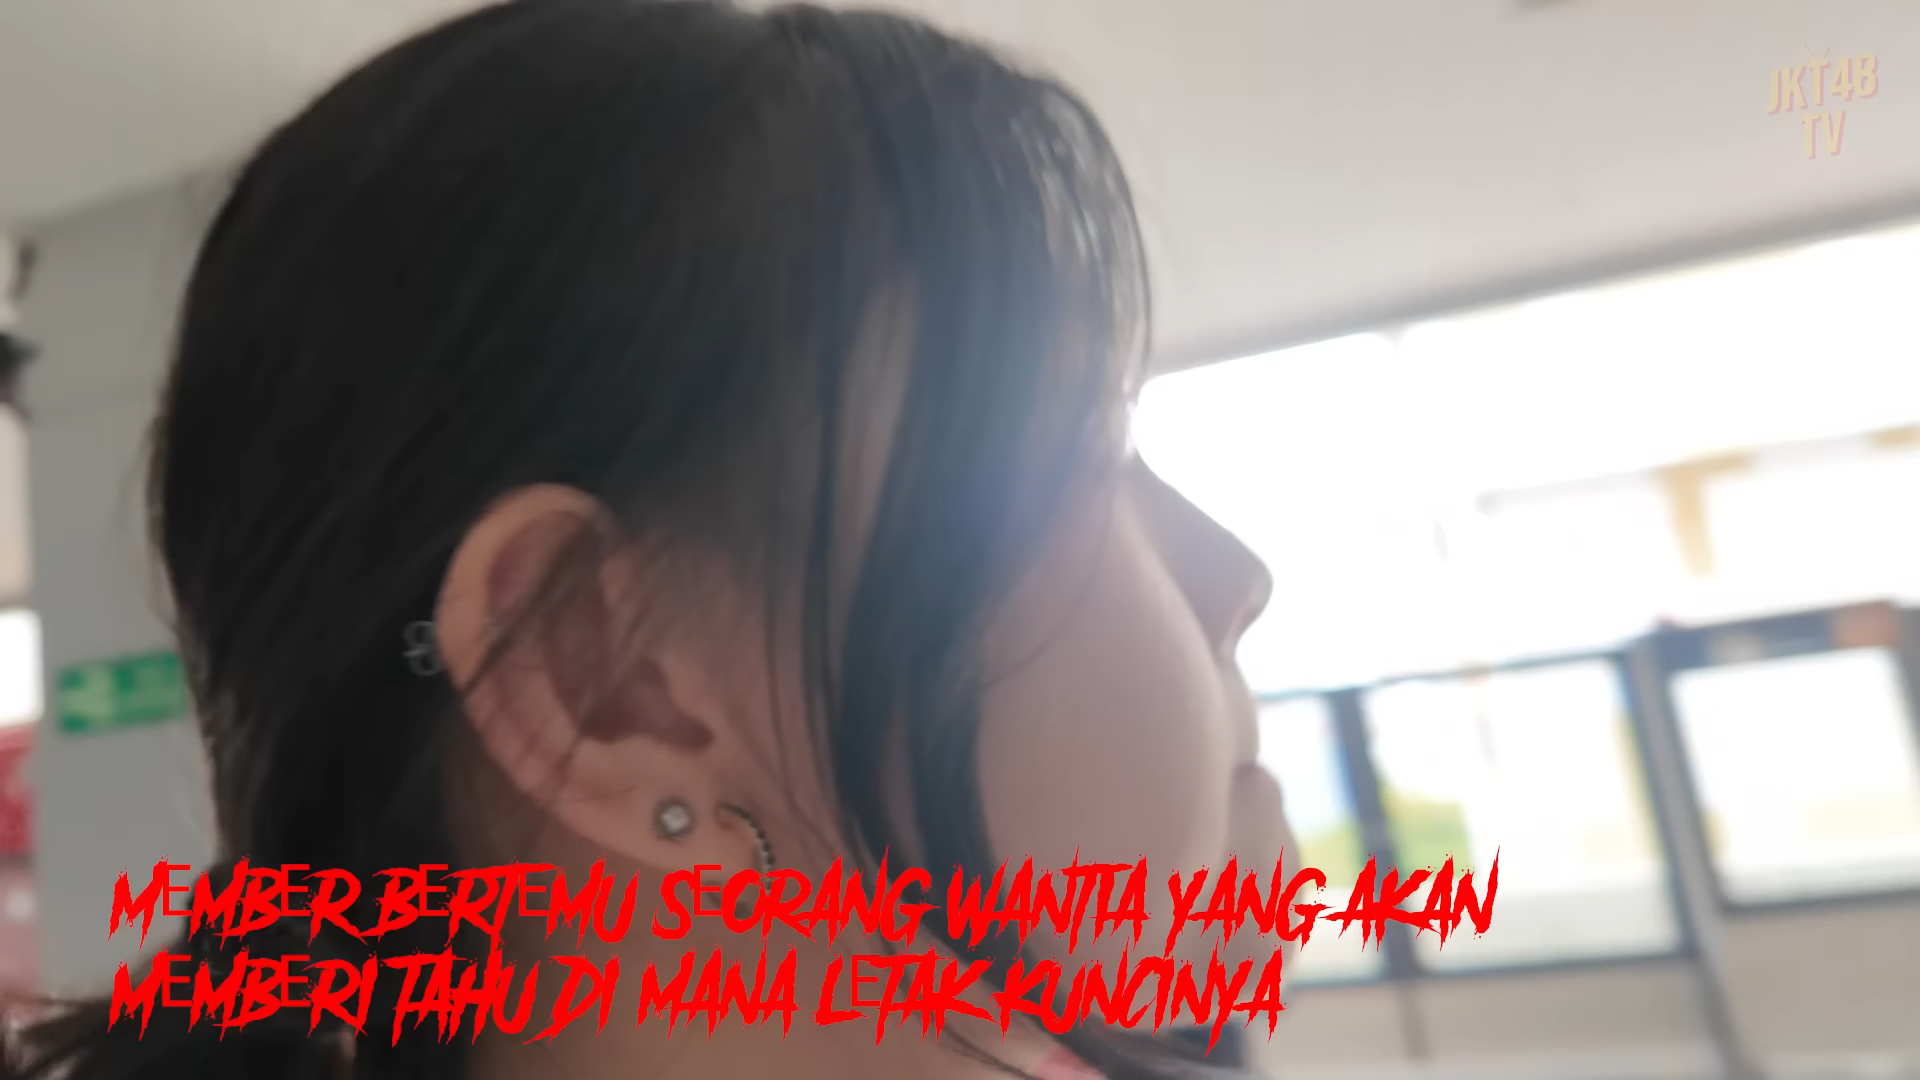 JKT48
TV
MEMBER BERTEMU SEORANG WANITA YANG AKAN
MEMBERI TAHU DI MANA LETAK KUNCINYA